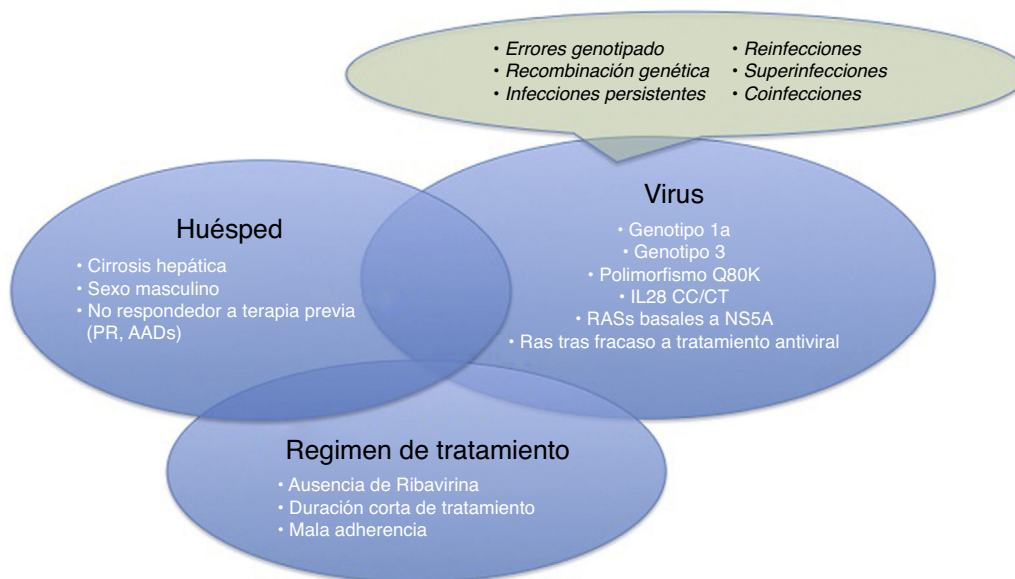 • Errores genotipado
• Recombinación genética
• Infecciones persistentes
• Reinfecciones
• Superinfecciones
• Coinfecciones
Huésped
• Cirrosis hepática
• Sexo masculino
• No respondedor a terapia previa
(PR, AADs)
Virus
• Genotipo 1a
• Genotipo 3
• Polimorfismo Q80K
• IL28 CC/CT
• RASs basales a NS5A
• Ras tras fracaso a tratamiento antiviral
Regimen de tratamiento
• Ausencia de Ribavirina
• Duración corta de tratamiento
• Mala adherencia